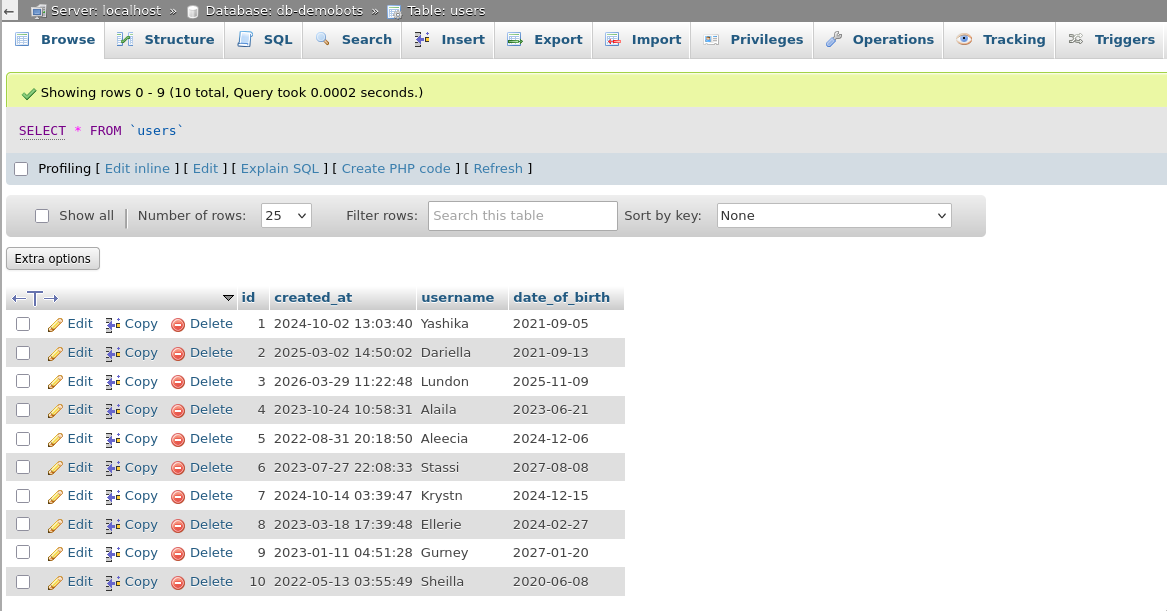 Server: localhost » Database: db-demobots » Table: users
Browse Structure SQL Search Insert Export Import Privileges Operations Tracking Triggers
Showing rows 0 - 9 (10 total, Query took 0.0002 seconds.)
SELECT * FROM `users`
Profiling [ Edit inline ] [ Edit ] [ Explain SQL ] [ Create PHP code ] [ Refresh ]
Show all Number of rows: 25 Filter rows: Search this table Sort by key: None
Extra options
id created_at username date_of_birth
Edit Copy Delete 1 2024-10-02 13:03:40 Yashika 2021-09-05
Edit Copy Delete 2 2025-03-02 14:50:02 Dariella 2021-09-13
Edit Copy Delete 3 2026-03-29 11:22:48 Lundon 2025-11-09
Edit Copy Delete 4 2023-10-24 10:58:31 Alaila 2023-06-21
Edit Copy Delete 5 2022-08-31 20:18:50 Aleecia 2024-12-06
Edit Copy Delete 6 2023-07-27 22:08:33 Stassi 2027-08-08
Edit Copy Delete 7 2024-10-14 03:39:47 Krystn 2024-12-15
Edit Copy Delete 8 2023-03-18 17:39:48 Ellerie 2024-02-27
Edit Copy Delete 9 2023-01-11 04:51:28 Gurney 2027-01-20
Edit Copy Delete 10 2022-05-13 03:55:49 Sheilla 2020-06-08